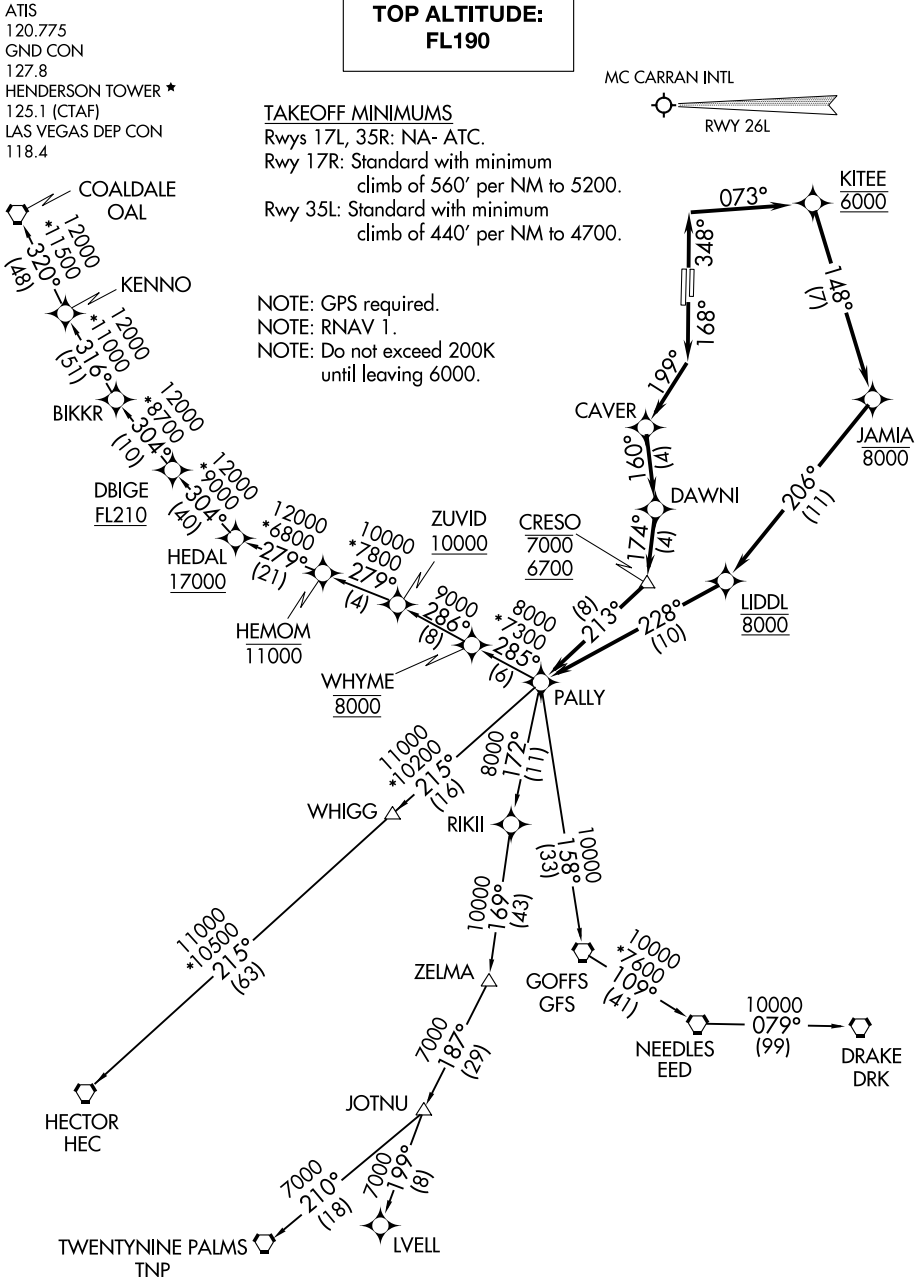 ATIS
120.775
GND CON
127.8
HENDERSON TOWER ★
125.1 (CTAF)
LAS VEGAS DEP CON
118.4
TOP ALTITUDE:
FL190
TAKEOFF MINIMUMS
Rwys 17L, 35R: NA- ATC.
Rwy 17R: Standard with minimum
climb of 560' per NM to 5200.
Rwy 35L: Standard with minimum
climb of 440' per NM to 4700.
NOTE: GPS required.
NOTE: RNAV 1.
NOTE: Do not exceed 200K
until leaving 6000.
MC CARRAN INTL
RWY 26L
COALDALE
OAL
12000
*11500
320°
(48)
KENNO
12000
*11000
316°
(51)
BIKKR
12000
*8700
304°
(10)
DBIGE
FL210
12000
*9000
304°
(40)
HEDAL
17000
12000
*6800
279°
(21)
HEMOM
11000
10000
*7800
279°
(4)
ZUVID
10000
9000
286°
(8)
WHYME
8000
8000
*7300
285°
(6)
PALLY
348°
073°
KITEE
6000
148°
(7)
JAMIA
8000
206°
(11)
LIDDL
8000
228°
(10)
168°
199°
CAVER
160°
(4)
DAWNI
174°
(4)
CRESO
7000
6700
(8)
213°
11000
*10200
215°
(16)
WHIGG
11000
*10500
215°
(63)
HECTOR
HEC
8000
172°
(11)
RIKII
10000
169°
(43)
ZELMA
7000
187°
(29)
JOTNU
7000
210°
(18)
TWENTYNINE PALMS
TNP
7000
199°
(8)
LVELL
10000
158°
(33)
GOFFS
GFS
10000
*7600
109°
(41)
NEEDLES
EED
10000
079°
(99)
DRAKE
DRK